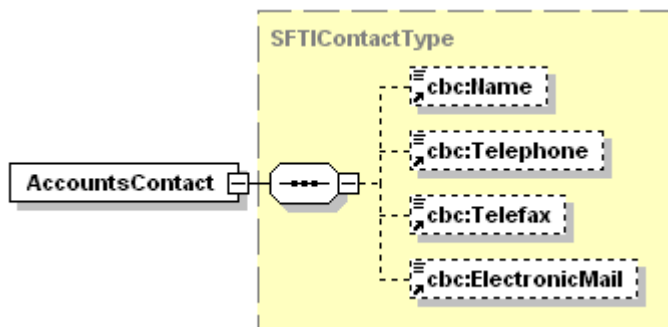 SFTIContactType
cbc:Name
cbc:Telephone
AccountsContact
cbc:Telefax
cbc:ElectronicMail